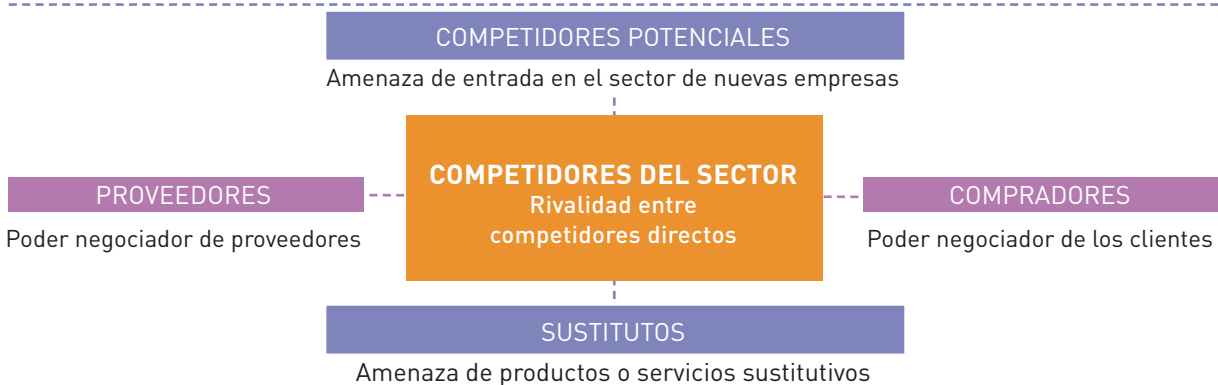 COMPETIDORES POTENCIALES
Amenaza de entrada en el sector de nuevas empresas
COMPETIDORES DEL SECTOR
Rivalidad entre
competidores directos
PROVEEDORES
Poder negociador de proveedores
COMPRADORES
Poder negociador de los clientes
SUSTITUTOS
Amenaza de productos o servicios sustitutivos